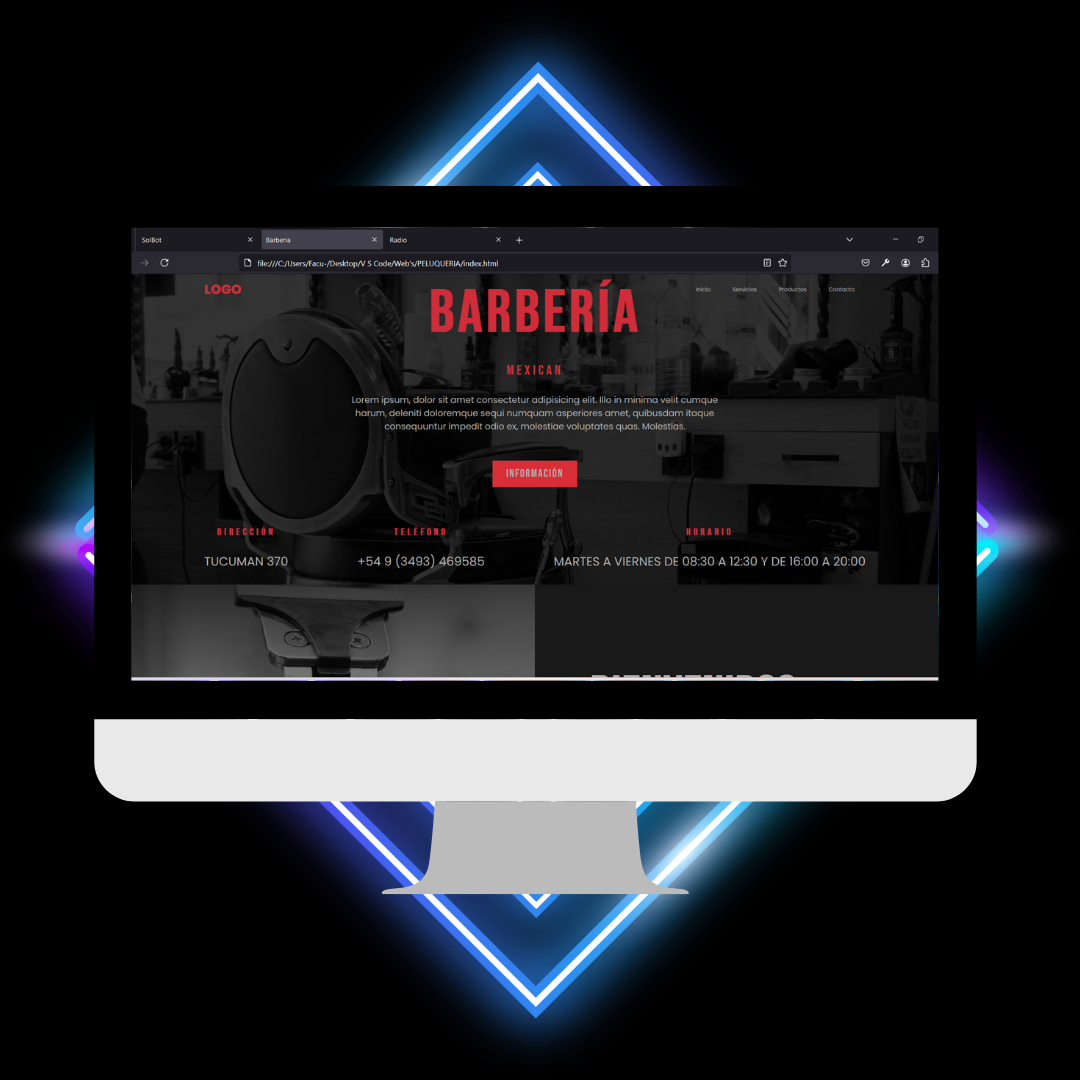 SolBot
Barberia
Radio
file:///C:/Users/Facu-/Desktop/V S Code/Web's/PELUQUERIA/index.html
LOGO
Inicio
Servicios
Productos
Contacto
BARBERÍA
MEXICAN
Lorem ipsum, dolor sit amet consectetur adipisicing elit. Illo in minima velit cumque
harum, deleniti doloremque sequi numquam asperiores amet, quibusdam itaque
consequuntur impedit odio ex, molestiae voluptates quas. Molestias.
INFORMACIÓN
DIRECCIÓN
TELÉFONO
HORARIO
TUCUMAN 370
+54 9 (3493) 469585
MARTES A VIERNES DE 08:30 A 12:30 Y DE 16:00 A 20:00